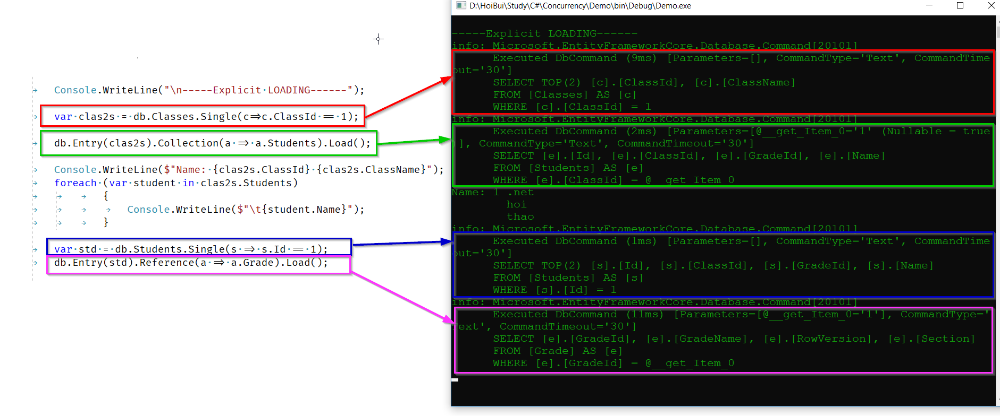 Console.WriteLine("\n-----Explicit LOADING------");
var clas2s = db.Classes.Single(c=>c.ClassId == 1);
db.Entry(clas2s).Collection(a => a.Students).Load();
Console.WriteLine($"Name: {clas2s.ClassId} {clas2s.ClassName}");
foreach (var student in clas2s.Students)
{
Console.WriteLine($"\t{student.Name}");
}
var std = db.Students.Single(s => s.Id == 1);
db.Entry(std).Reference(a => a.Grade).Load();
D:\HoiBui\Study\C#\Concurrency\Demo\bin\Debug\Demo.exe
-----Explicit LOADING------
info: Microsoft.EntityFrameworkCore.Database.Command[20101]
Executed DbCommand (9ms) [Parameters=[], CommandType='Text', CommandTime
out='30']
SELECT TOP(2) [c].[ClassId], [c].[ClassName]
FROM [Classes] AS [c]
WHERE [c].[ClassId] = 1
info: Microsoft.EntityFrameworkCore.Database.Command[20101]
Executed DbCommand (2ms) [Parameters=[@__get_Item_0='1' (Nullable = true
)], CommandType='Text', CommandTimeout='30']
SELECT [e].[Id], [e].[ClassId], [e].[GradeId], [e].[Name]
FROM [Students] AS [e]
WHERE [e].[ClassId] = @__get_Item_0
Name: 1 .net
hoi
thao
info: Microsoft.EntityFrameworkCore.Database.Command[20101]
Executed DbCommand (1ms) [Parameters=[], CommandType='Text', CommandTime
out='30']
SELECT TOP(2) [s].[Id], [s].[ClassId], [s].[GradeId], [s].[Name]
FROM [Students] AS [s]
WHERE [s].[Id] = 1
info: Microsoft.EntityFrameworkCore.Database.Command[20101]
Executed DbCommand (11ms) [Parameters=[@__get_Item_0='1'], CommandType='
Text', CommandTimeout='30']
SELECT [e].[GradeId], [e].[GradeName], [e].[RowVersion], [e].[Section]
FROM [Grade] AS [e]
WHERE [e].[GradeId] = @__get_Item_0